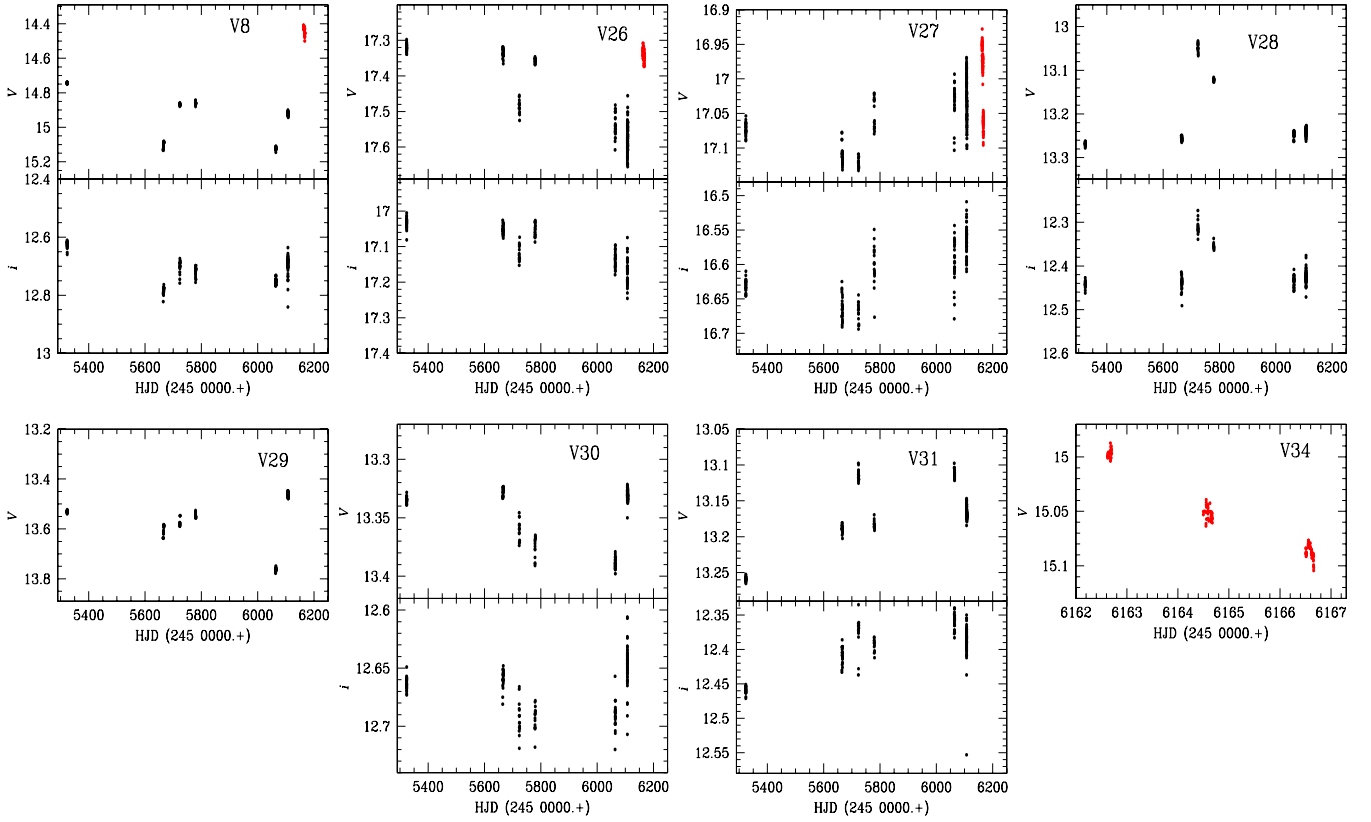 V8
V
14.4
14.6
14.8
15
15.2
12.4
i
12.6
12.8
13
5400 5600 5800 6000 6200
HJD (245 0000.+)
V26
V
17.3
17.4
17.5
17.6
i
17
17.1
17.2
17.3
17.4
5400 5600 5800 6000 6200
HJD (245 0000.+)
V27
V
16.9
16.95
17
17.05
17.1
i
16.5
16.55
16.6
16.65
16.7
5400 5600 5800 6000 6200
HJD (245 0000.+)
V28
V
13
13.1
13.2
13.3
i
12.3
12.4
12.5
12.6
5400 5600 5800 6000 6200
HJD (245 0000.+)
V29
V
13.2
13.4
13.6
13.8
5400 5600 5800 6000 6200
HJD (245 0000.+)
V30
V
13.3
13.35
13.4
i
12.6
12.65
12.7
5400 5600 5800 6000 6200
HJD (245 0000.+)
V31
V
13.05
13.1
13.15
13.2
13.25
i
12.35
12.4
12.45
12.5
12.55
5400 5600 5800 6000 6200
HJD (245 0000.+)
V34
V
15
15.05
15.1
6162 6163 6164 6165 6166 6167
HJD (245 0000.+)